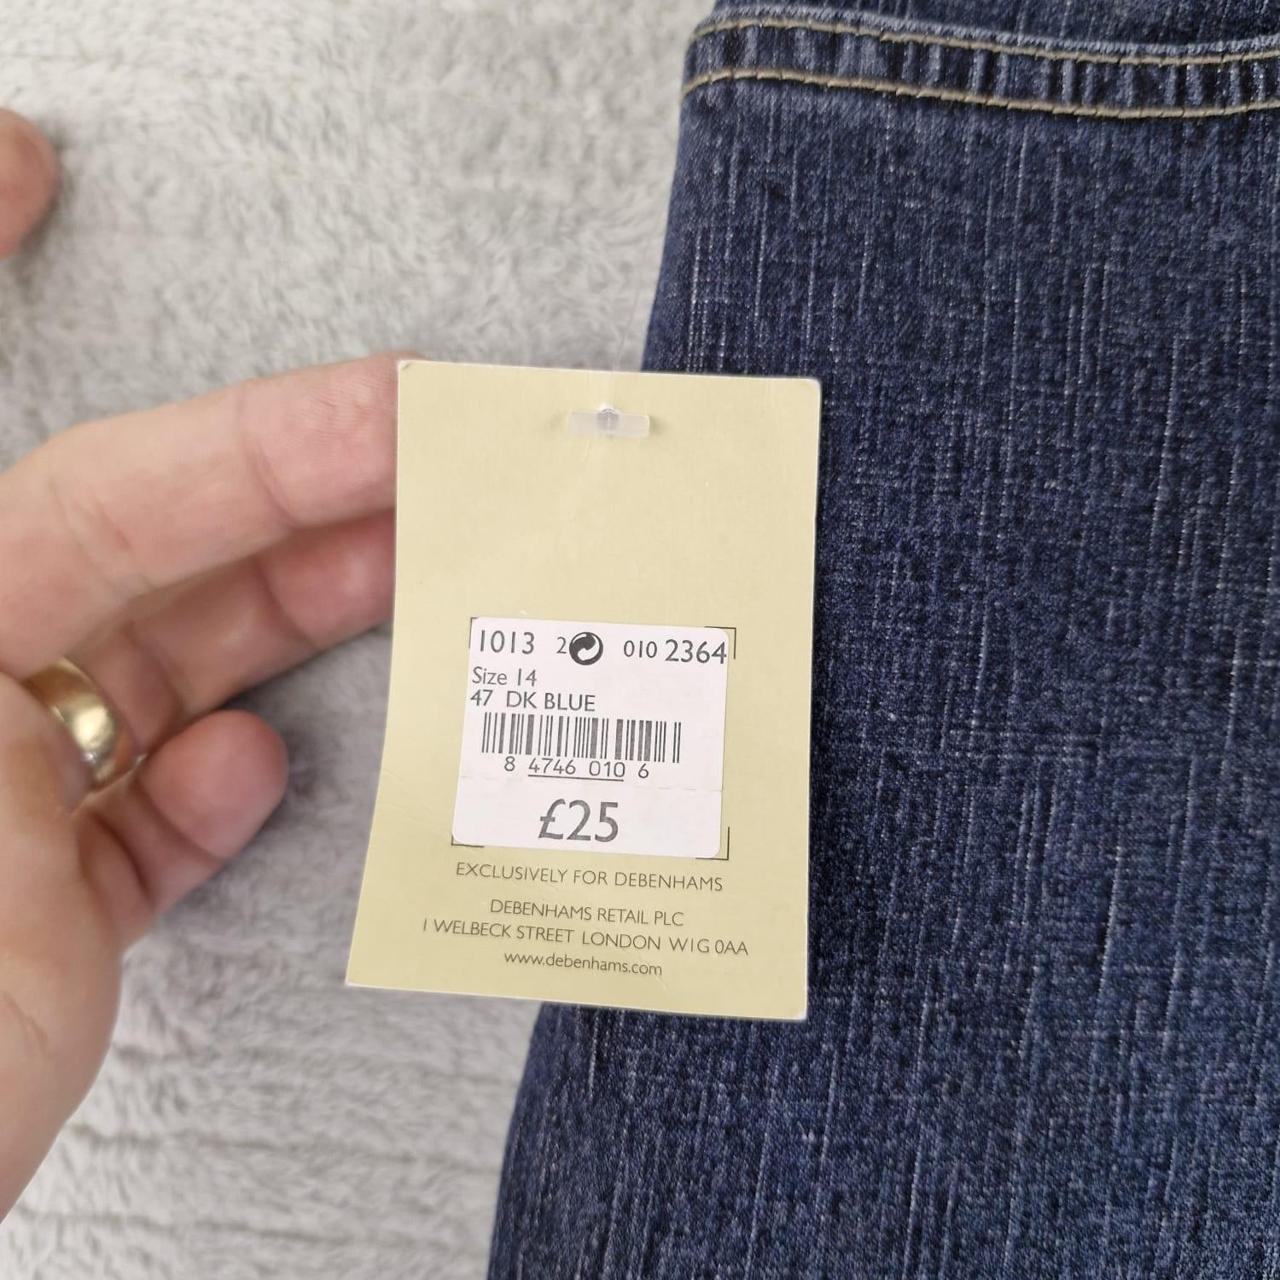 1013 2 010 2364
Size 14
47 DK BLUE
8 4746 010 6
£25
EXCLUSIVELY FOR DEBENHAMS
DEBENHAMS RETAIL PLC
1 WELBECK STREET LONDON W1G 0AA
www.debenhams.com